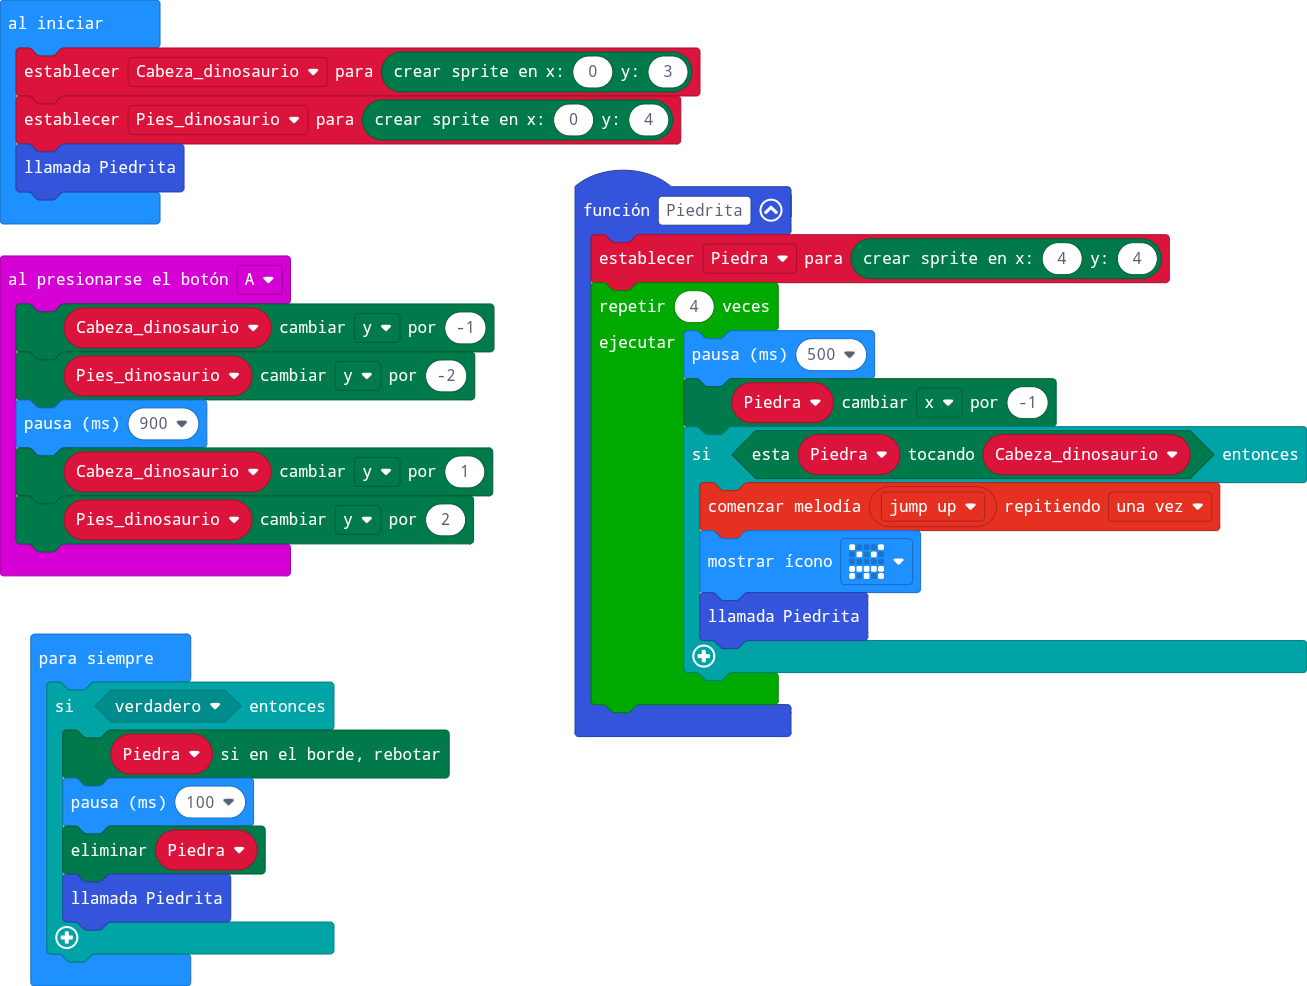 al iniciar
establecer Cabeza_dinosaurio para crear sprite en x: 0 y: 3
establecer Pies_dinosaurio para crear sprite en x: 0 y: 4
llamada Piedrita
al presionarse el botón A
Cabeza_dinosaurio cambiar y por -1
Pies_dinosaurio cambiar y por -2
pausa (ms) 900
Cabeza_dinosaurio cambiar y por 1
Pies_dinosaurio cambiar y por 2
para siempre
si verdadero entonces
Piedra si en el borde, rebotar
pausa (ms) 100
eliminar Piedra
llamada Piedrita
función Piedrita
establecer Piedra para crear sprite en x: 4 y: 4
repetir 4 veces
ejecutar
pausa (ms) 500
Piedra cambiar x por -1
si esta Piedra tocando Cabeza_dinosaurio entonces
comenzar melodía jump up repitiendo una vez
mostrar ícono
llamada Piedrita